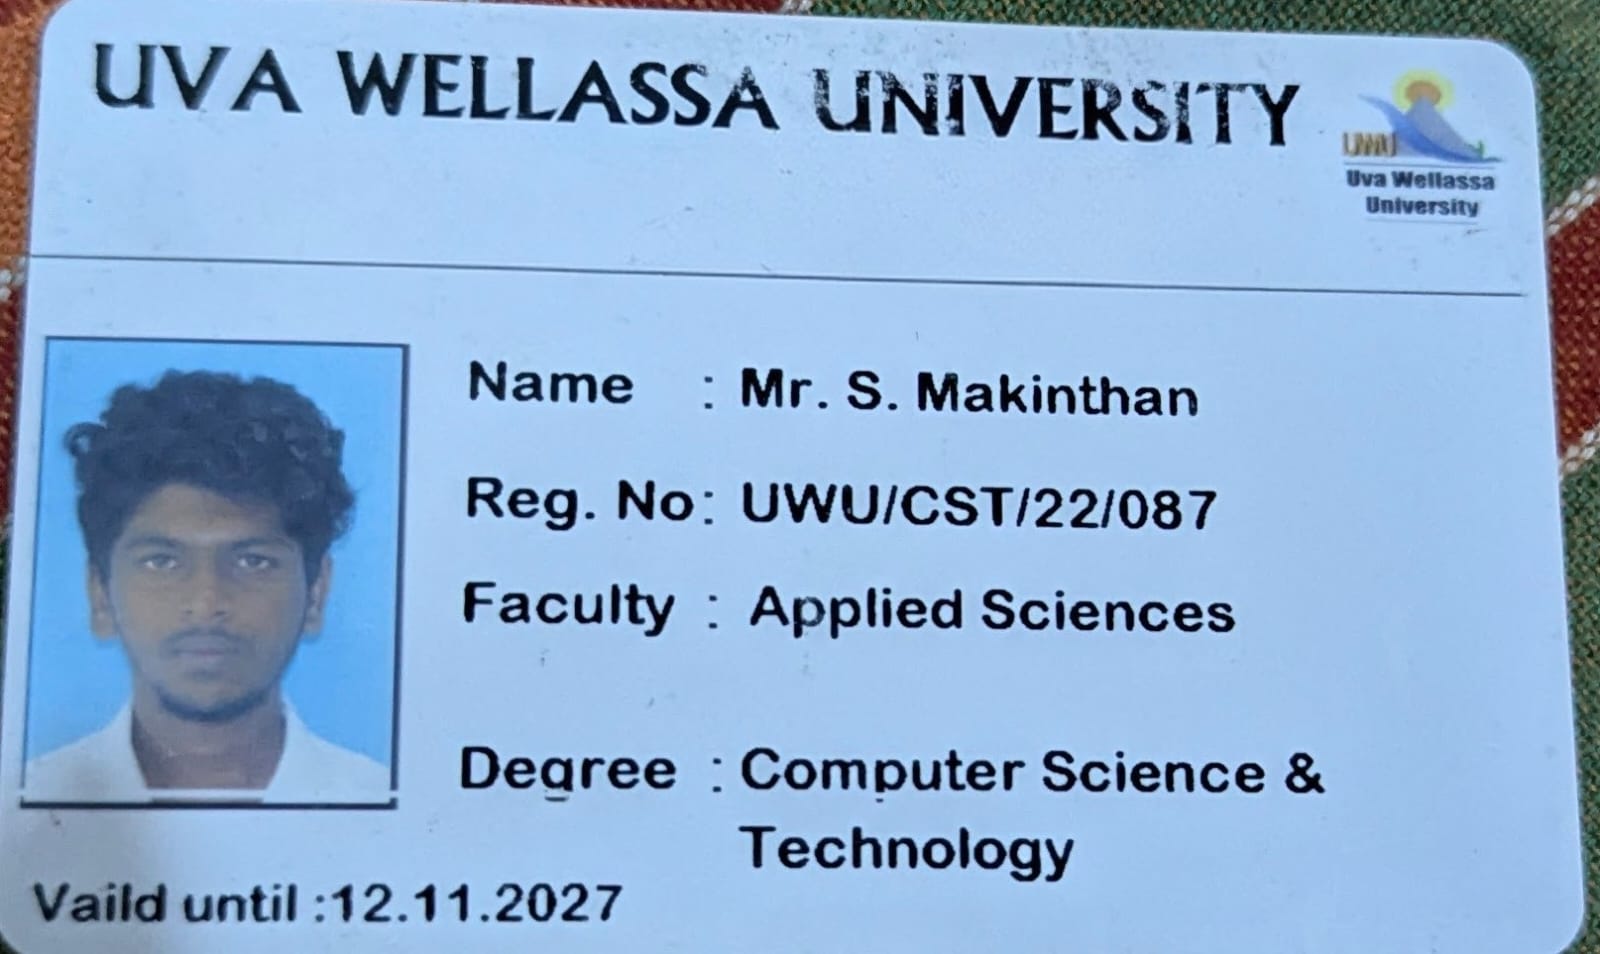 UVA WELLASSA UNIVERSITY
UWU
Uva Wellassa
University
Name : Mr. S. Makinthan
Reg. No: UWU/CST/22/087
Faculty : Applied Sciences
Degree : Computer Science &
Technology
Vaild until :12.11.2027